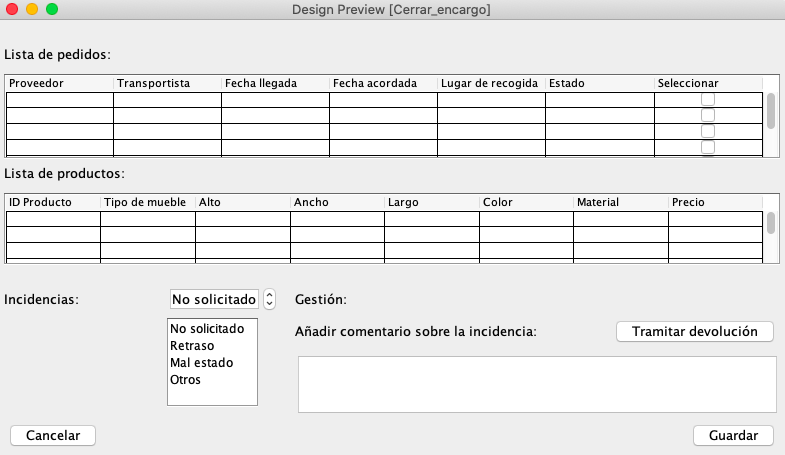 Design Preview [Cerrar_encargo]
Lista de pedidos:
Proveedor Transportista Fecha llegada Fecha acordada Lugar de recogida Estado Seleccionar
Lista de productos:
ID Producto Tipo de mueble Alto Ancho Largo Color Material Precio
Incidencias: No solicitado Gestión:
No solicitado
Retraso
Mal estado
Otros
Añadir comentario sobre la incidencia: Tramitar devolución
Cancelar Guardar